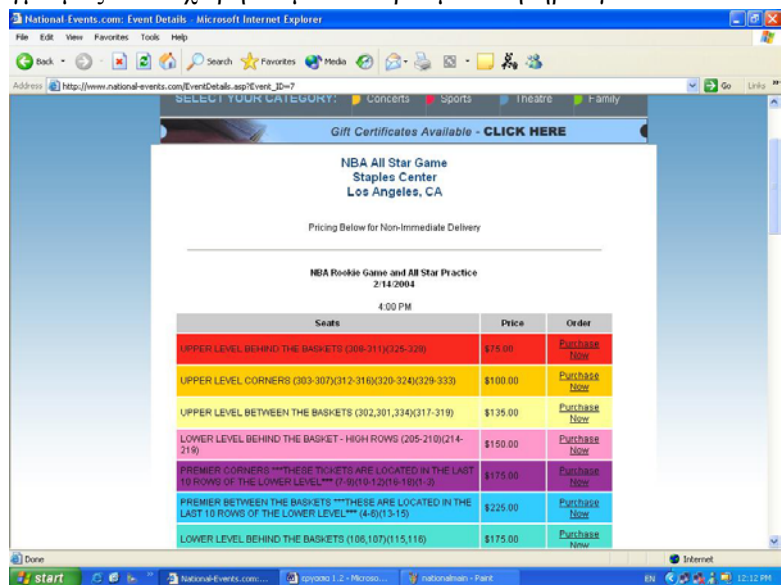 National-Events.com: Event Details - Microsoft Internet Explorer
File Edit View Favorites Tools Help
Back Search Favorites Media
Address http://www.national-events.com/EventDetails.asp?Event_ID=7 Go Links
SELECT YOUR CATEGORY: Concerts Sports Theatre Family
Gift Certificates Available - CLICK HERE
NBA All Star Game
Staples Center
Los Angeles, CA
Pricing Below for Non-Immediate Delivery
NBA Rookie Game and All Star Practice
2/14/2004
4:00 PM
Seats Price Order
UPPER LEVEL BEHIND THE BASKETS (308-311)(325-328) $75.00 Purchase Now
UPPER LEVEL CORNERS (303-307)(312-316)(320-324)(329-333) $100.00 Purchase Now
UPPER LEVEL BETWEEN THE BASKETS (302,301,334)(317-319) $135.00 Purchase Now
LOWER LEVEL BEHIND THE BASKET - HIGH ROWS (205-210)(214-
219) $150.00 Purchase Now
PREMIER CORNERS ***THESE TICKETS ARE LOCATED IN THE LAST
10 ROWS OF THE LOWER LEVEL*** (7-9)(10-12)(16-18)(1-3) $175.00 Purchase Now
PREMIER BETWEEN THE BASKETS ***THESE ARE LOCATED IN THE
LAST 10 ROWS OF THE LOWER LEVEL*** (4-6)(13-15) $225.00 Purchase Now
LOWER LEVEL BEHIND THE BASKETS (106,107)(115,116) $175.00 Purchase Now
Done Internet
start National-Events.com:... εργασια 1.2 - Microso... nationalmain - Paint EN 12:12 PM